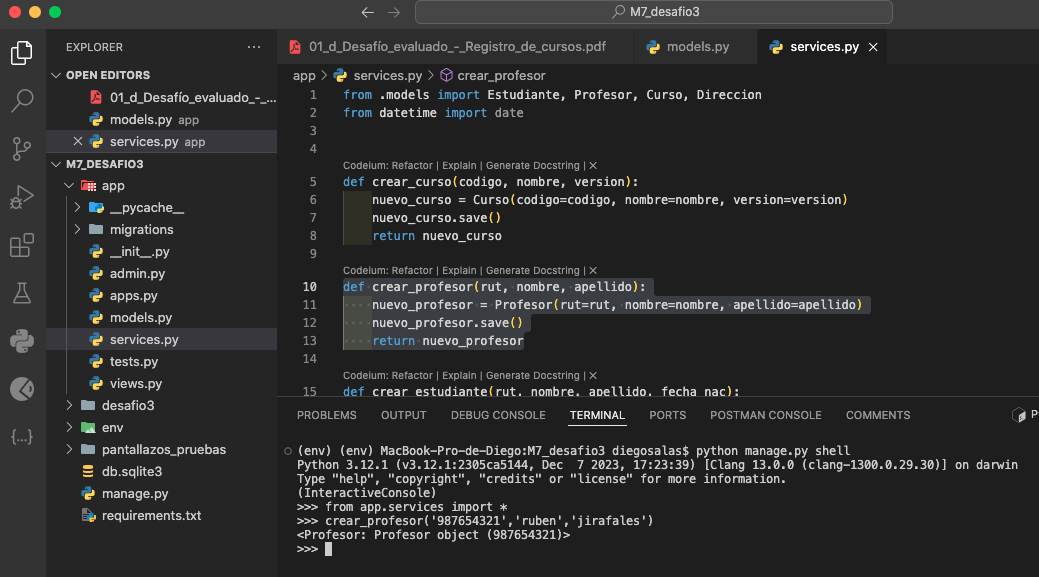 M7_desafio3
EXPLORER
OPEN EDITORS
01_d_Desafío_evaluado_-_...
models.py app
services.py app
M7_DESAFIO3
app
__pycache__
migrations
__init__.py
admin.py
apps.py
models.py
services.py
tests.py
views.py
desafio3
env
pantallazos_pruebas
db.sqlite3
manage.py
requirements.txt
01_d_Desafío_evaluado_-_Registro_de_cursos.pdf
models.py
services.py
app > services.py > crear_profesor
1 from .models import Estudiante, Profesor, Curso, Direccion
2 from datetime import date
3
4
Codeium: Refactor | Explain | Generate Docstring | X
5 def crear_curso(codigo, nombre, version):
6 nuevo_curso = Curso(codigo=codigo, nombre=nombre, version=version)
7 nuevo_curso.save()
8 return nuevo_curso
9
Codeium: Refactor | Explain | Generate Docstring | X
10 def crear_profesor(rut, nombre, apellido):
11 nuevo_profesor = Profesor(rut=rut, nombre=nombre, apellido=apellido)
12 nuevo_profesor.save()
13 return nuevo_profesor
14
Codeium: Refactor | Explain | Generate Docstring | X
15 def crear_estudiante(rut, nombre, apellido, fecha_nac):
PROBLEMS OUTPUT DEBUG CONSOLE TERMINAL PORTS POSTMAN CONSOLE COMMENTS
(env) (env) MacBook-Pro-de-Diego:M7_desafio3 diegosalas$ python manage.py shell
Python 3.12.1 (v3.12.1:2305ca5144, Dec 7 2023, 17:23:39) [Clang 13.0.0 (clang-1300.0.29.30)] on darwin
Type "help", "copyright", "credits" or "license" for more information.
(InteractiveConsole)
>>> from app.services import *
>>> crear_profesor('987654321','ruben','jirafales')
<Profesor: Profesor object (987654321)>
>>>